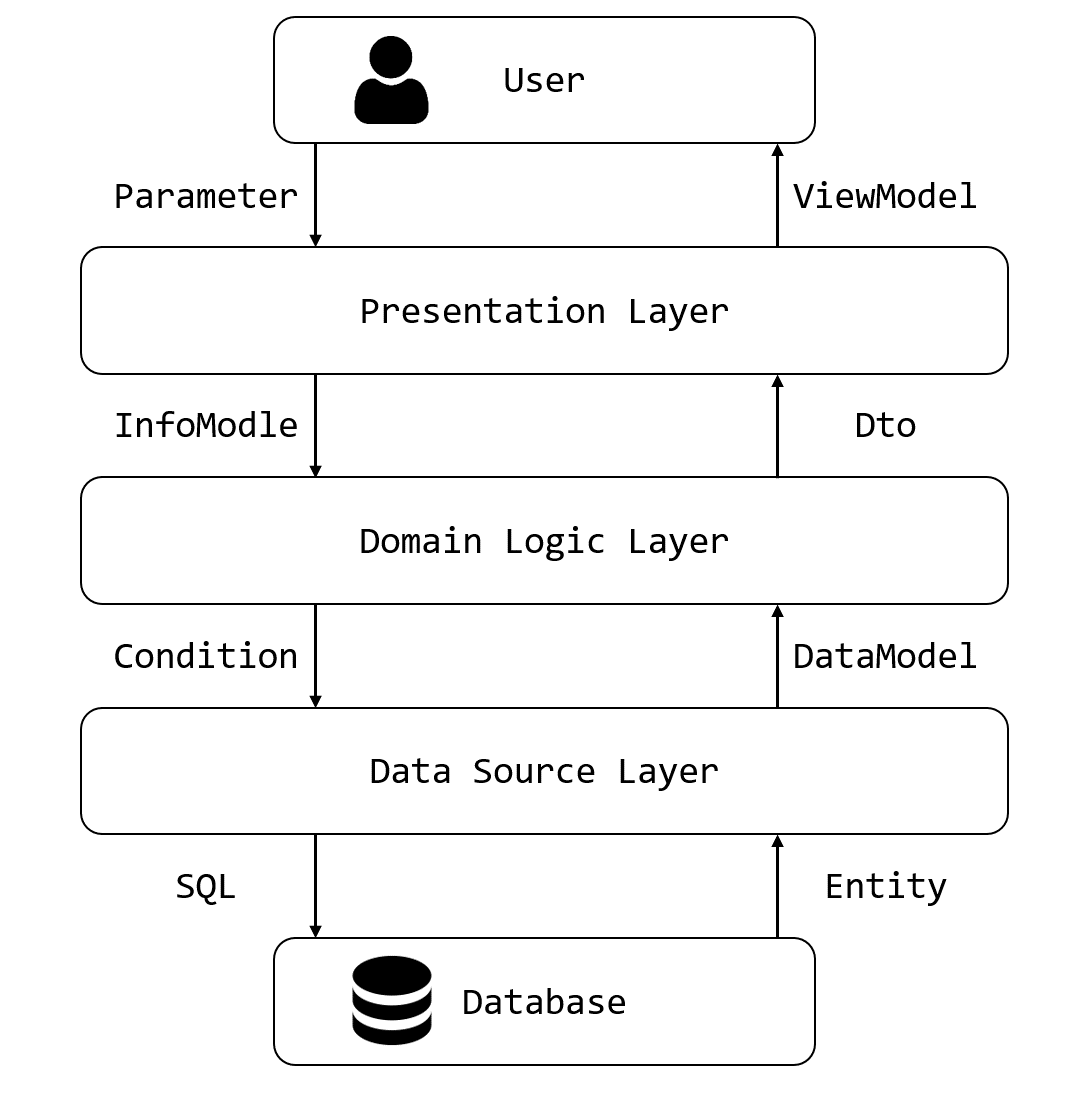 User
Parameter
ViewModel
Presentation Layer
InfoModle
Dto
Domain Logic Layer
Condition
DataModel
Data Source Layer
SQL
Entity
Database